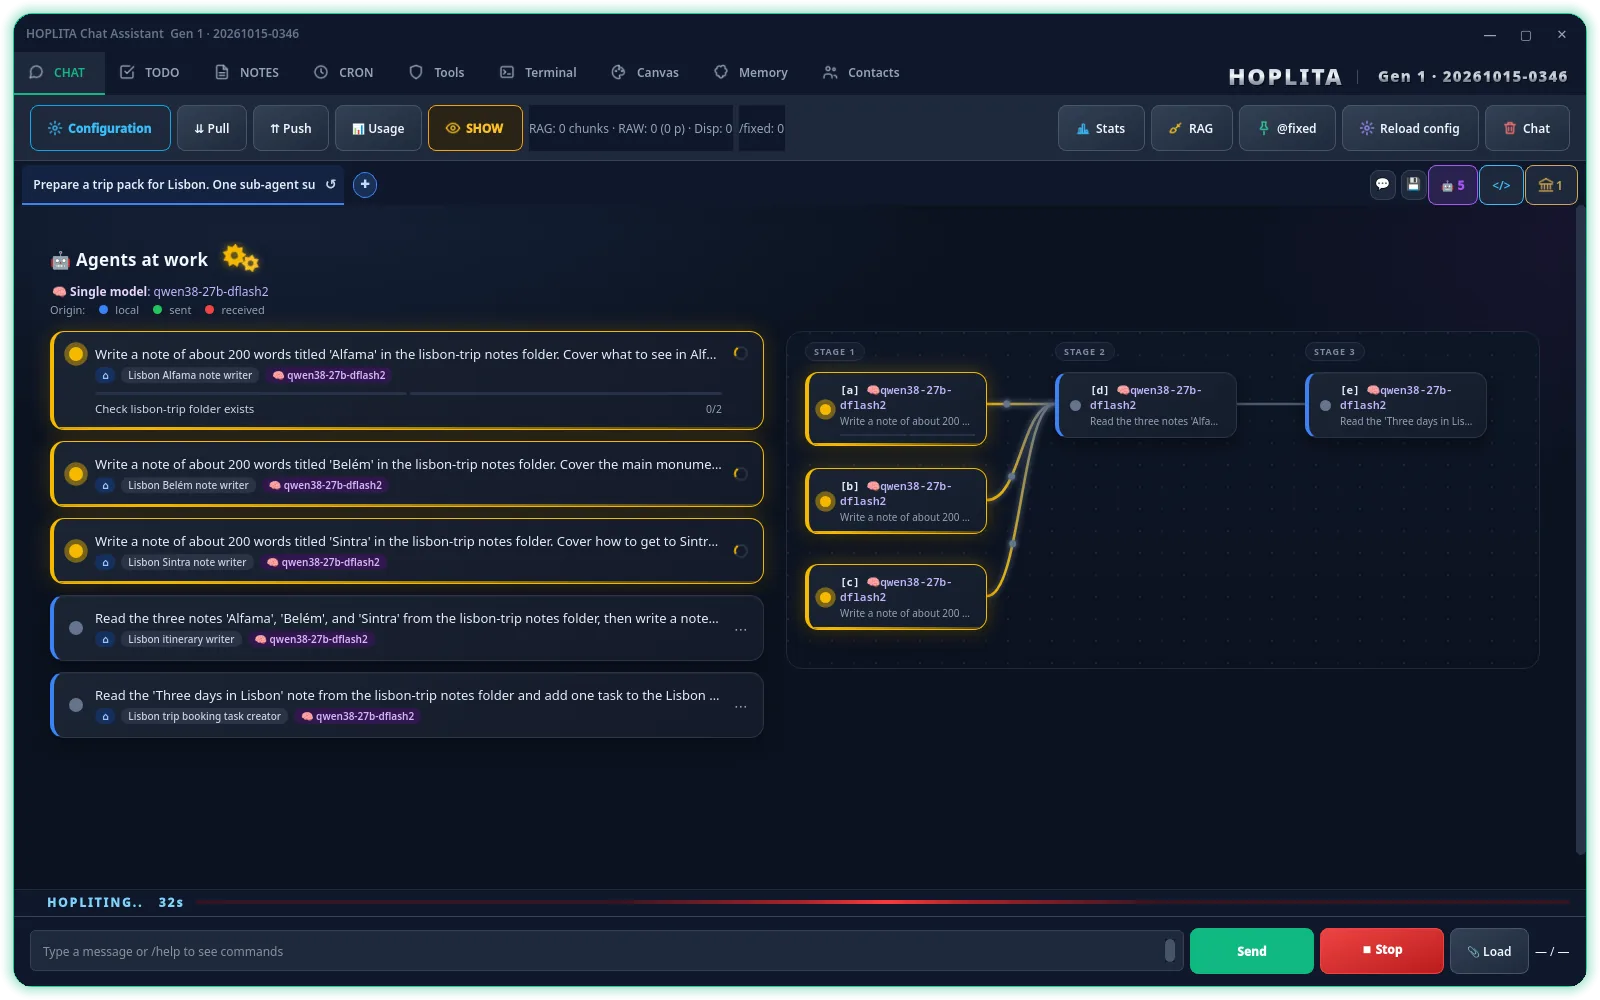 HOPLITA Chat Assistant Gen 1 · 20261015-0346
CHAT TODO NOTES CRON Tools Terminal Canvas Memory Contacts
HOPLITA Gen 1 · 20261015-0346
Configuration ⇊ Pull ⇈ Push Usage SHOW RAG: 0 chunks · RAW: 0 (0 p) · Disp: 0 /fixed: 0 Stats RAG @fixed Reload config Chat
Prepare a trip pack for Lisbon. One sub-agent su ↺ + 5 </> 1
Agents at work
Single model: qwen38-27b-dflash2
Origin: local sent received
Write a note of about 200 words titled 'Alfama' in the lisbon-trip notes folder. Cover what to see in Alf...
Lisbon Alfama note writer qwen38-27b-dflash2
Check lisbon-trip folder exists 0/2
Write a note of about 200 words titled 'Belém' in the lisbon-trip notes folder. Cover the main monume...
Lisbon Belém note writer qwen38-27b-dflash2
Write a note of about 200 words titled 'Sintra' in the lisbon-trip notes folder. Cover how to get to Sintr...
Lisbon Sintra note writer qwen38-27b-dflash2
Read the three notes 'Alfama', 'Belém', and 'Sintra' from the lisbon-trip notes folder, then write a note...
Lisbon itinerary writer qwen38-27b-dflash2
...
Read the 'Three days in Lisbon' note from the lisbon-trip notes folder and add one task to the Lisbon ...
Lisbon trip booking task creator qwen38-27b-dflash2
...
STAGE 1 STAGE 2 STAGE 3
[a] qwen38-27b-
dflash2
Write a note of about 200 ...
[b] qwen38-27b-
dflash2
Write a note of about 200 ...
[c] qwen38-27b-
dflash2
Write a note of about 200 ...
[d] qwen38-27b-
dflash2
Read the three notes 'Alfa...
[e] qwen38-27b-
dflash2
Read the 'Three days in Lis...
HOPLITING.. 32s
Type a message or /help to see commands Send Stop Load — / —